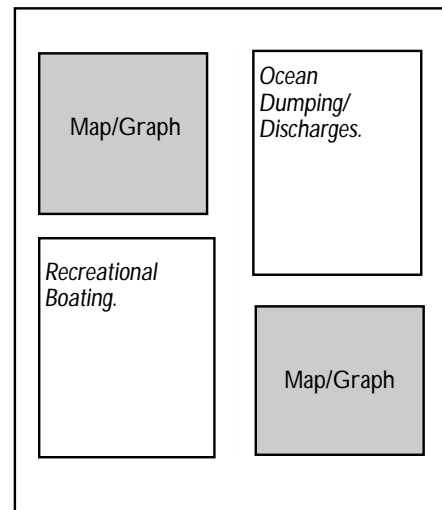 Map/Graph
Recreational
Boating.
Ocean
Dumping/
Discharges.
Map/Graph